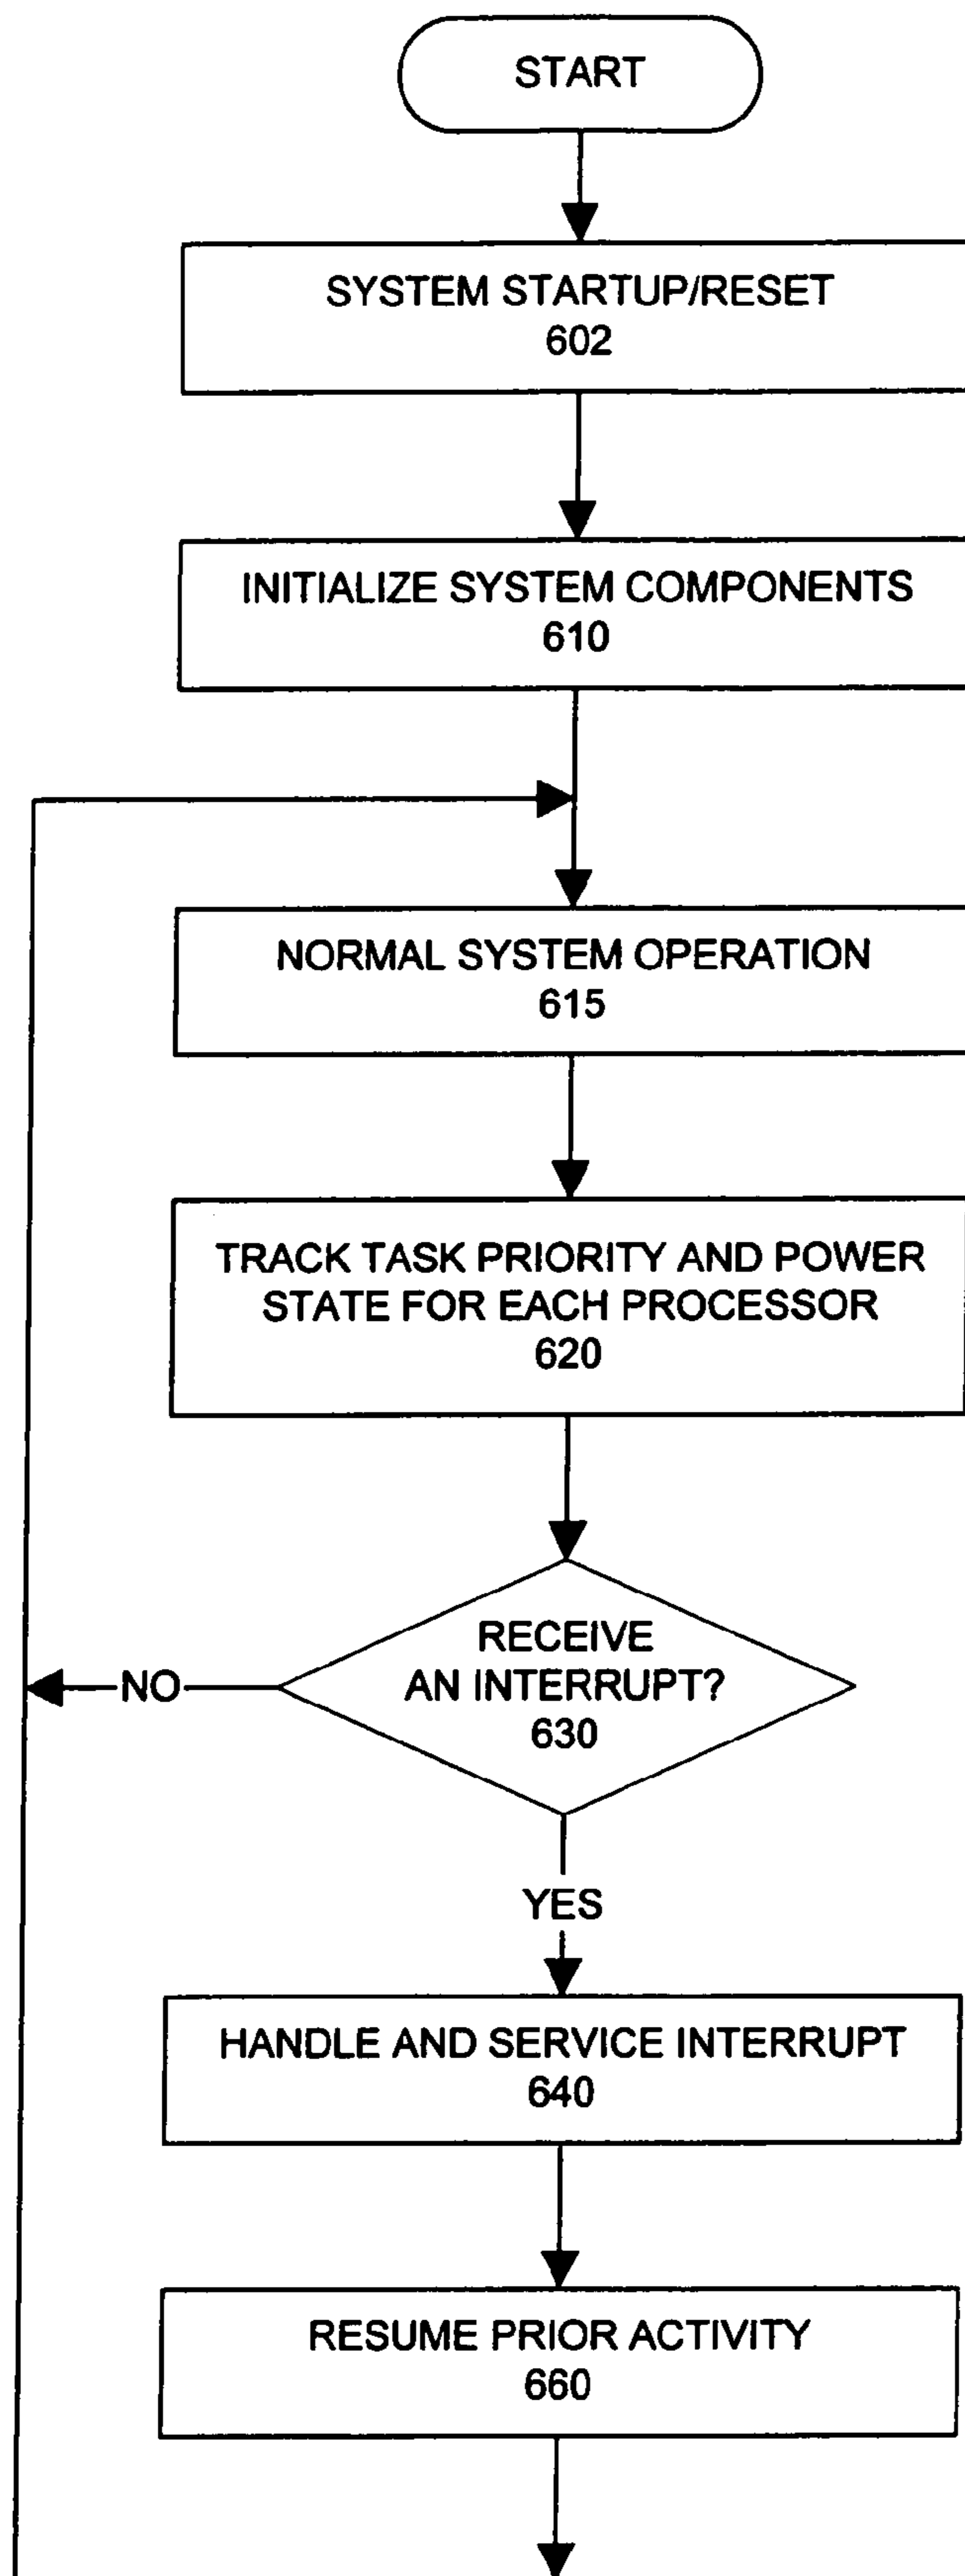 START
SYSTEM STARTUP/RESET
602
INITIALIZE SYSTEM COMPONENTS
610
NORMAL SYSTEM OPERATION
615
TRACK TASK PRIORITY AND POWER
STATE FOR EACH PROCESSOR
620
RECEIVE
AN INTERRUPT?
630
NO
YES
HANDLE AND SERVICE INTERRUPT
640
RESUME PRIOR ACTIVITY
660